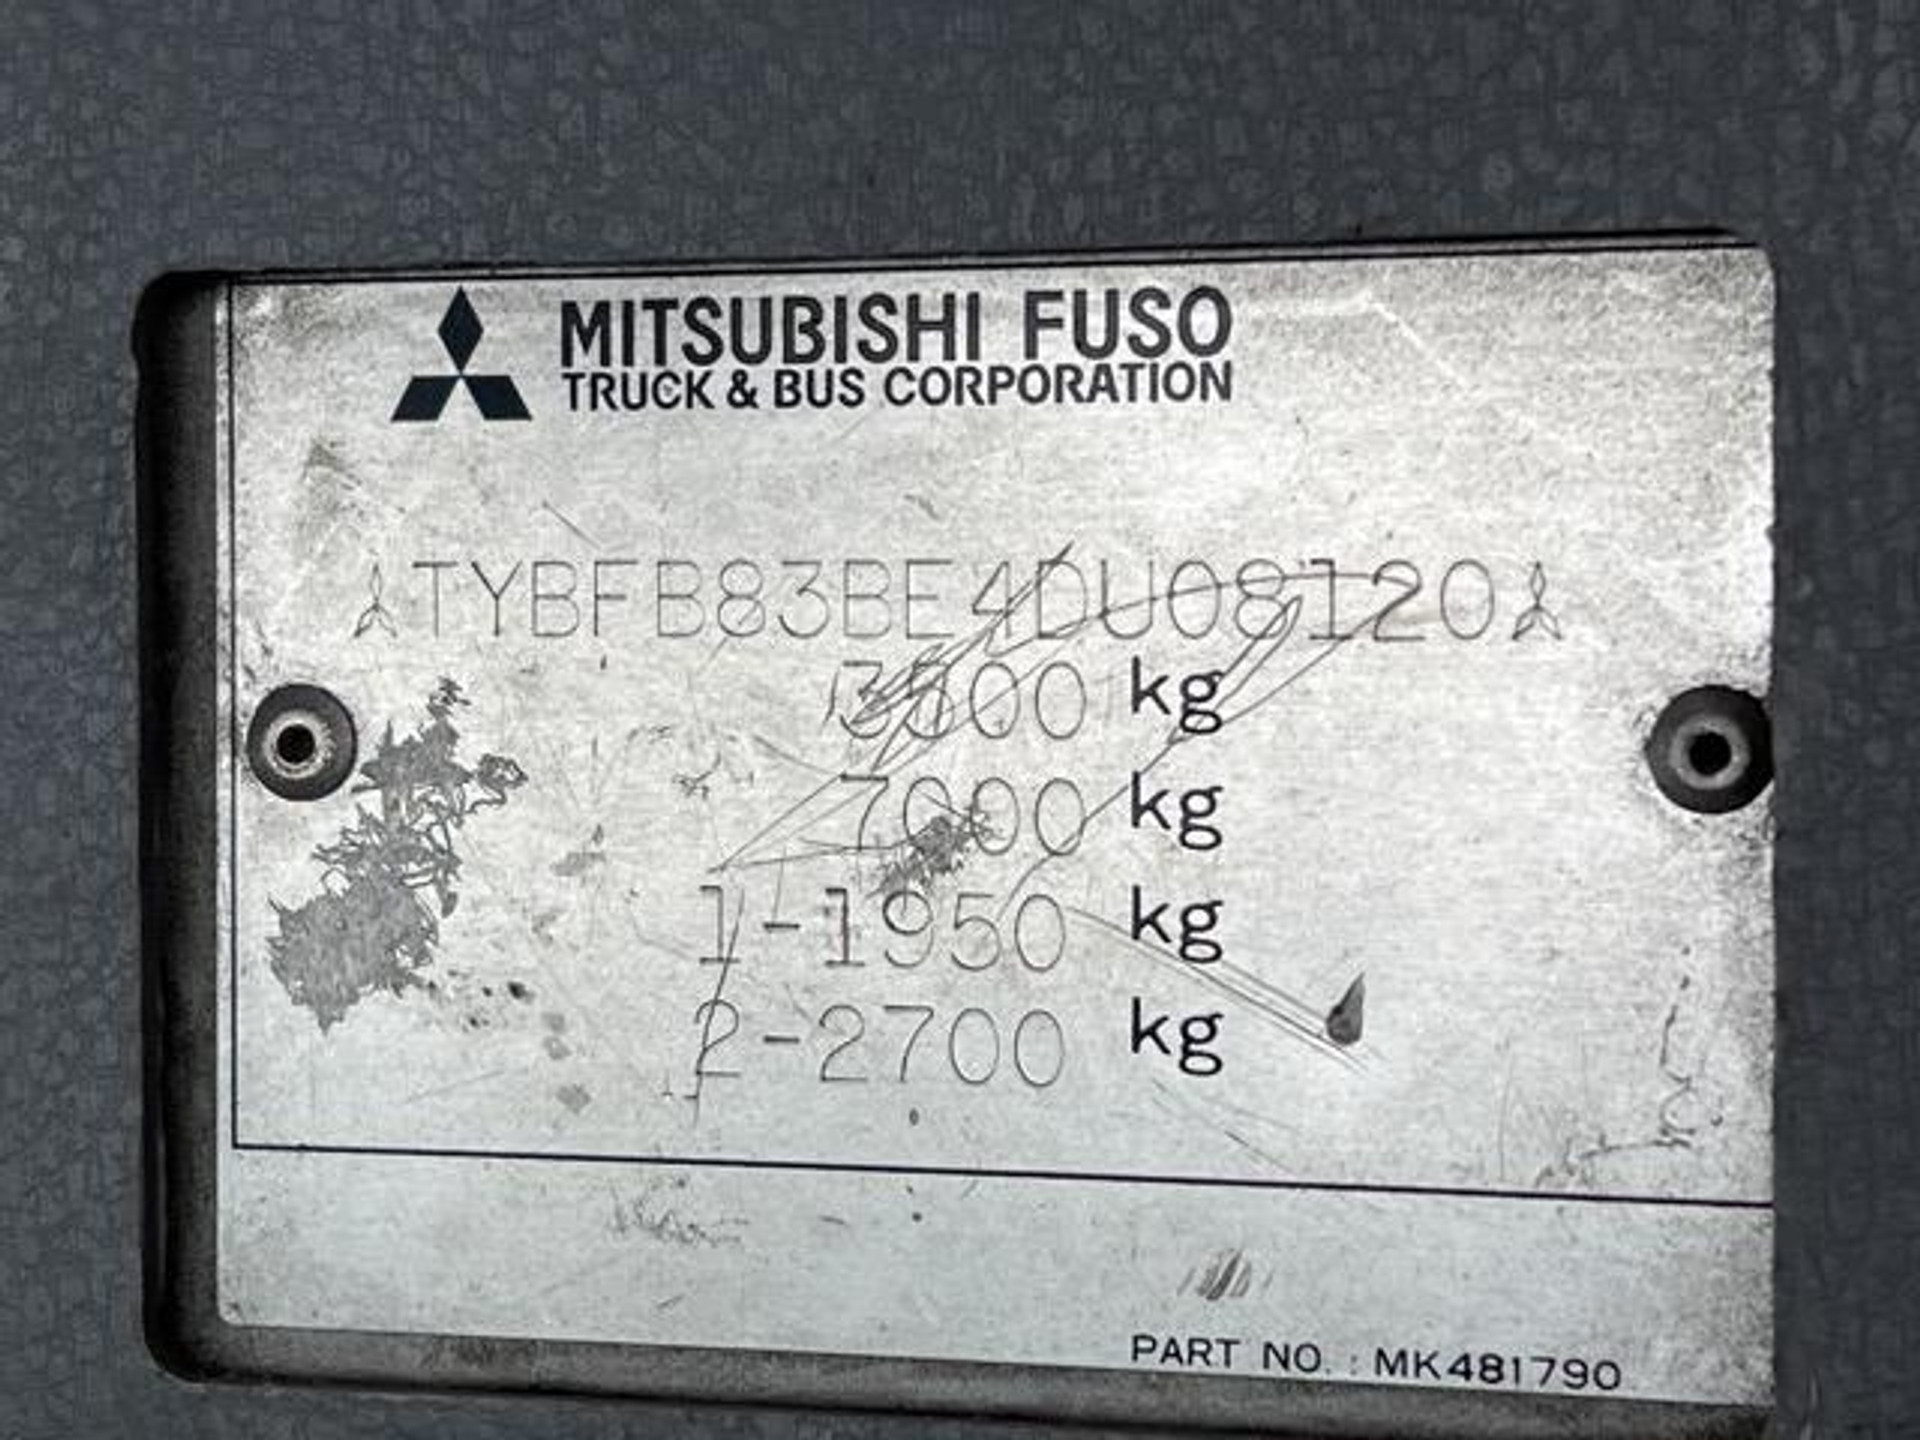 MITSUBISHI FUSO
TRUCK & BUS CORPORATION
TYBFB83BE4DU08120
3500 kg
7000 kg
1-1950 kg
2-2700 kg
PART NO. : MK481790